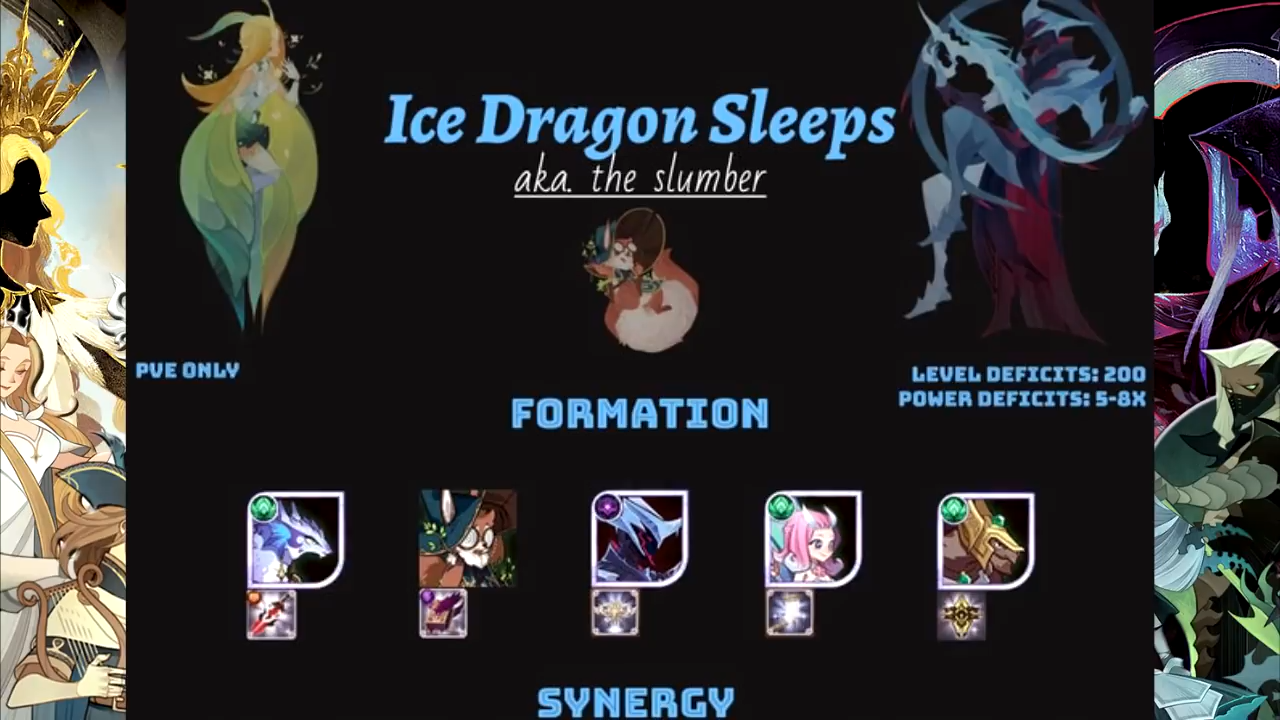 Ice Dragon Sleeps
aka. the slumber
PVE ONLY
LEVEL DEFICITS: 200
POWER DEFICITS: 5-8X
FORMATION
SYNERGY